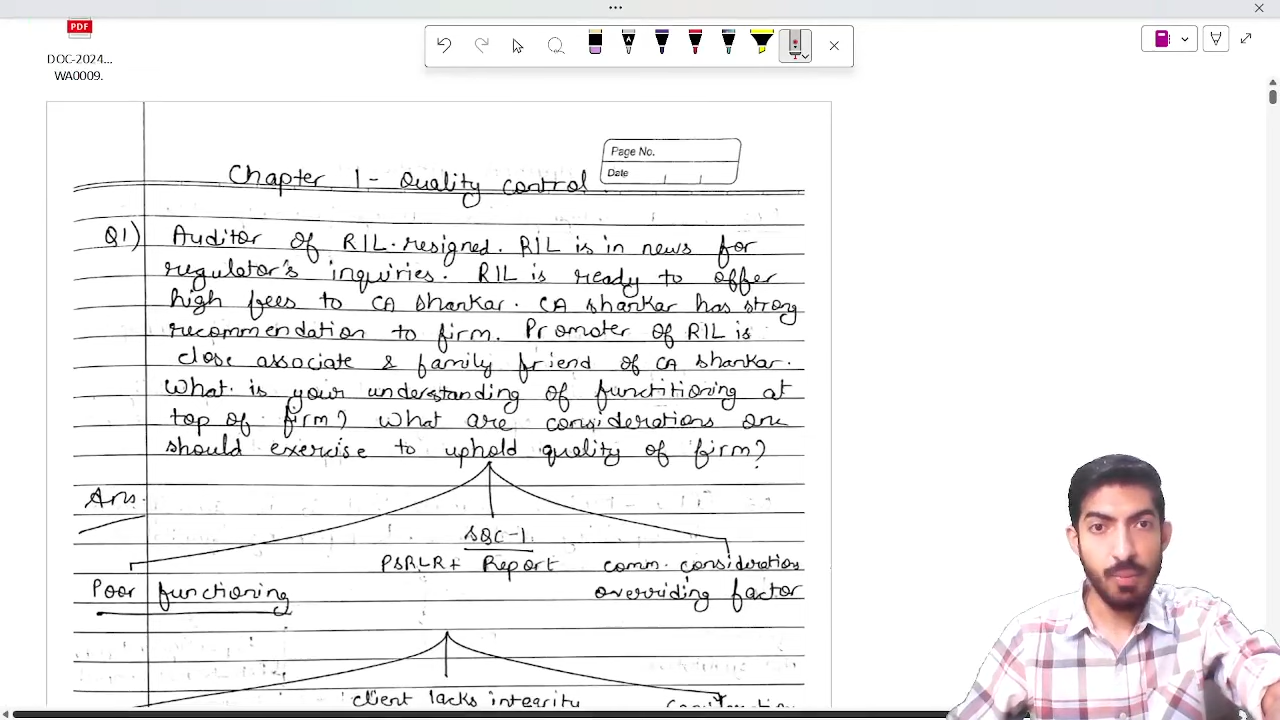 PDF
DOC-2024...
WA0009.
Page No.
Date
Chapter 1 - Quality control
Q1) Auditor of RIL resigned. RIL is in news for
regulator's inquiries. RIL is ready to offer
high fees to CA Shankar. CA Shankar has strong
recommendation to firm. Promoter of RIL is
close associate & family friend of CA Shankar.
What is your understanding of functitioning at
top of firm? What are considerations one
should exercise to uphold quality of firm?
Ans.
SQC-1
PSRLR+ Report
comm. consideration
overriding factor
Poor functioning
client lacks integrity